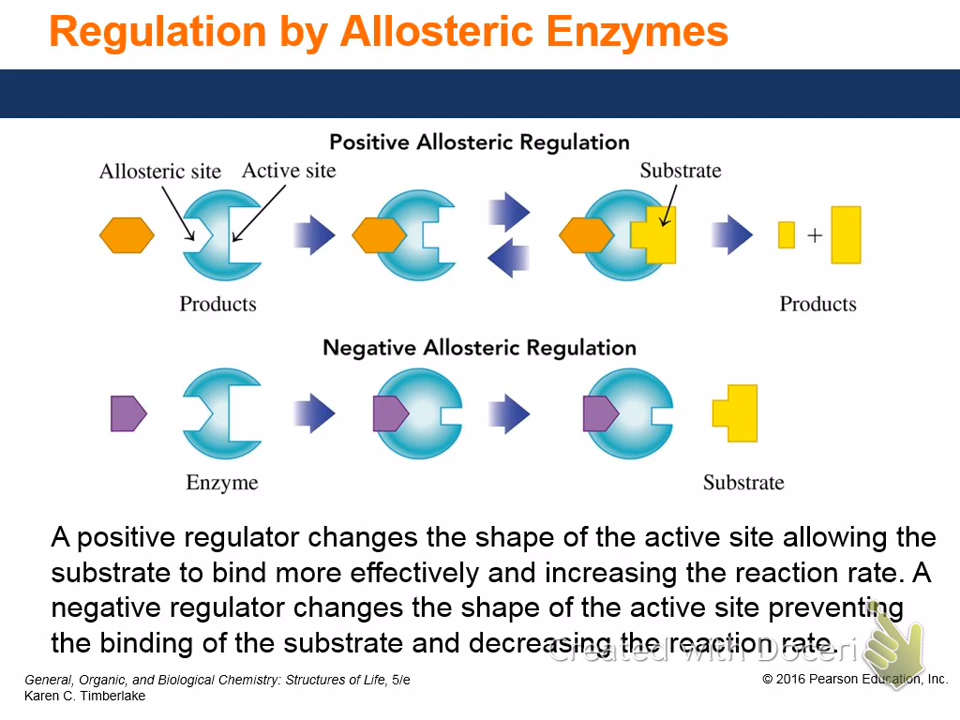 Regulation by Allosteric Enzymes
Positive Allosteric Regulation
Allosteric site Active site Substrate
+
Products Products
Negative Allosteric Regulation
Enzyme Substrate
A positive regulator changes the shape of the active site allowing the
substrate to bind more effectively and increasing the reaction rate. A
negative regulator changes the shape of the active site preventing
the binding of the substrate and decreasing the reaction rate.
Created with Doceri
General, Organic, and Biological Chemistry: Structures of Life, 5/e
Karen C. Timberlake
© 2016 Pearson Education, Inc.